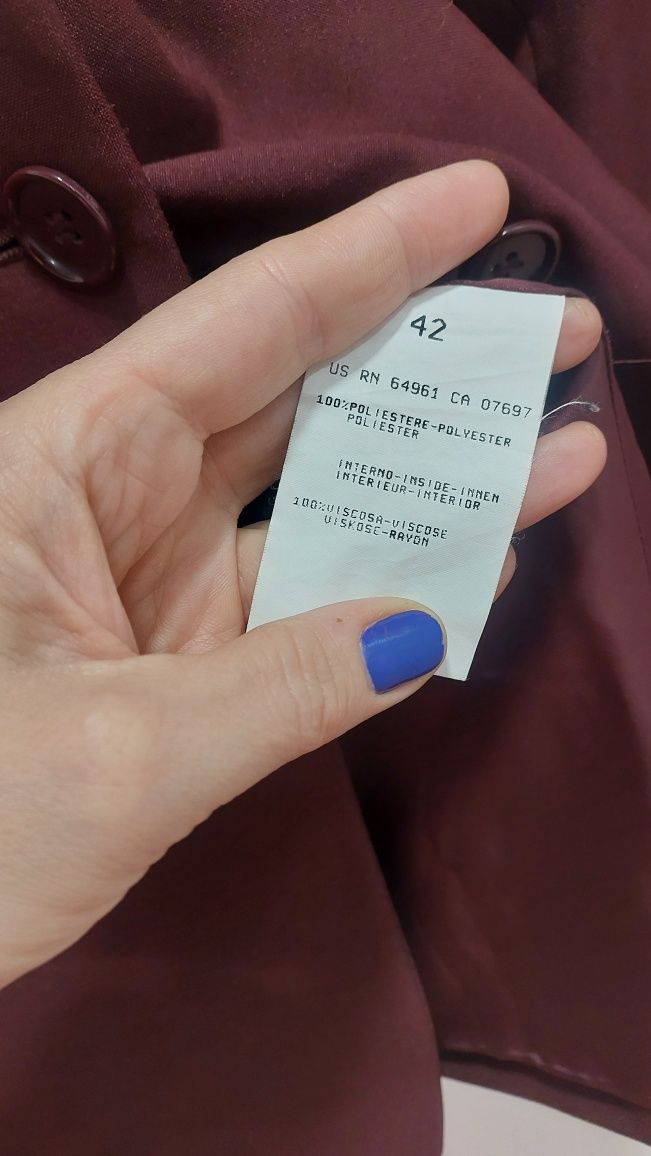 42
US RN 64961 CA 07697
100%POLIESTERE-POLYESTER
POLIESTER
INTERNO-INSIDE-INNEN
INTERIEUR-INTERIOR
100%VISCOSA-VISCOSE
VISKOSE-RAYON